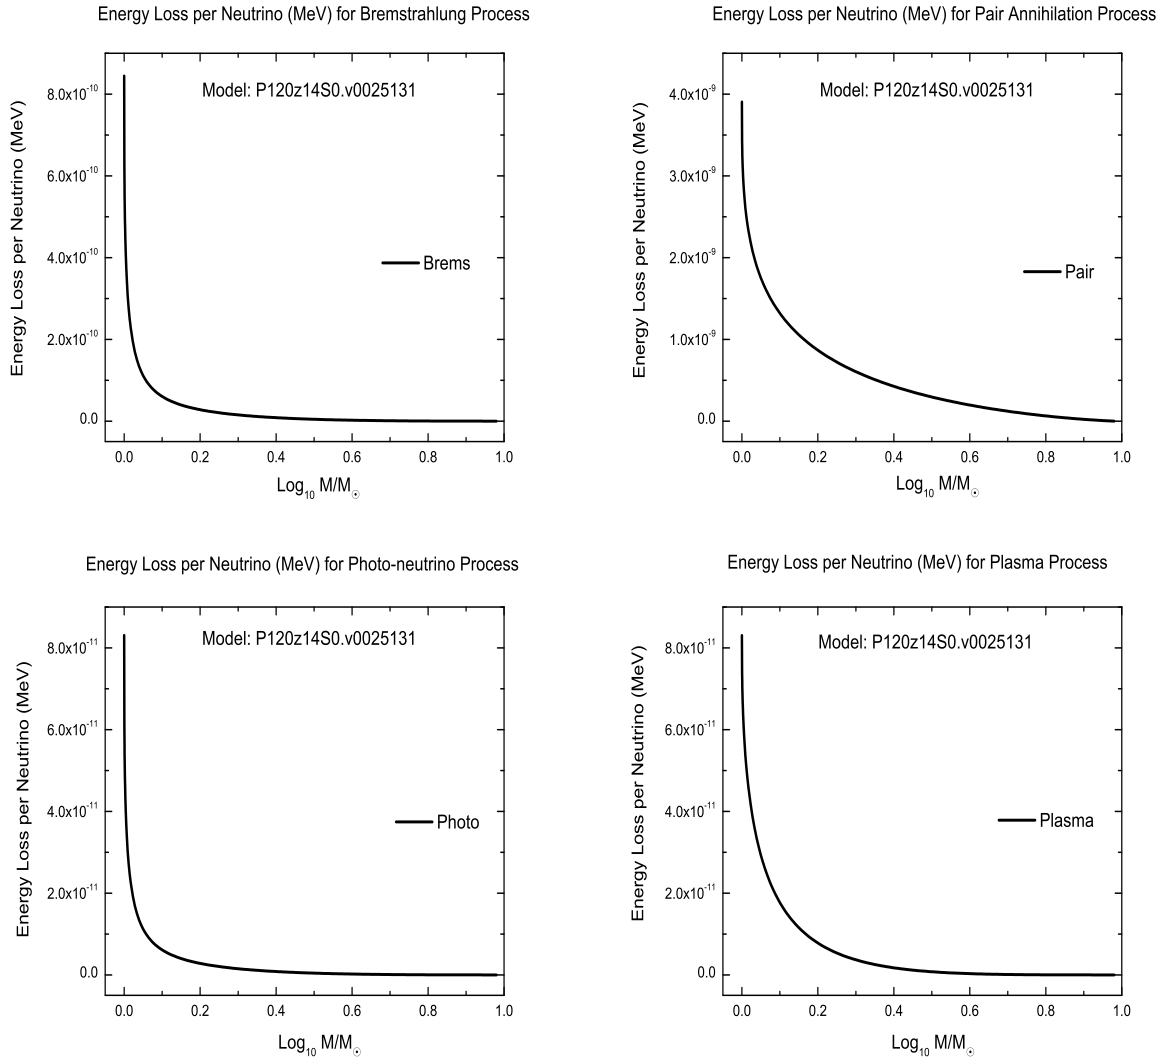 Energy Loss per Neutrino (MeV) for Bremstrahlung Process
Model: P120z14S0.v0025131
Energy Loss per Neutrino (MeV)
8.0x10⁻¹⁰
6.0x10⁻¹⁰
4.0x10⁻¹⁰
2.0x10⁻¹⁰
0.0
Brems
0.0 0.2 0.4 0.6 0.8 1.0
Log₁₀ M/M☉
Energy Loss per Neutrino (MeV) for Pair Annihilation Process
Model: P120z14S0.v0025131
Energy Loss per Neutrino (MeV)
4.0x10⁻⁹
3.0x10⁻⁹
2.0x10⁻⁹
1.0x10⁻⁹
0.0
Pair
0.0 0.2 0.4 0.6 0.8 1.0
Log₁₀ M/M☉
Energy Loss per Neutrino (MeV) for Photo-neutrino Process
Model: P120z14S0.v0025131
Energy Loss per Neutrino (MeV)
8.0x10⁻¹¹
6.0x10⁻¹¹
4.0x10⁻¹¹
2.0x10⁻¹¹
0.0
Photo
0.0 0.2 0.4 0.6 0.8 1.0
Log₁₀ M/M☉
Energy Loss per Neutrino (MeV) for Plasma Process
Model: P120z14S0.v0025131
Energy Loss per Neutrino (MeV)
8.0x10⁻¹¹
6.0x10⁻¹¹
4.0x10⁻¹¹
2.0x10⁻¹¹
0.0
Plasma
0.0 0.2 0.4 0.6 0.8 1.0
Log₁₀ M/M☉